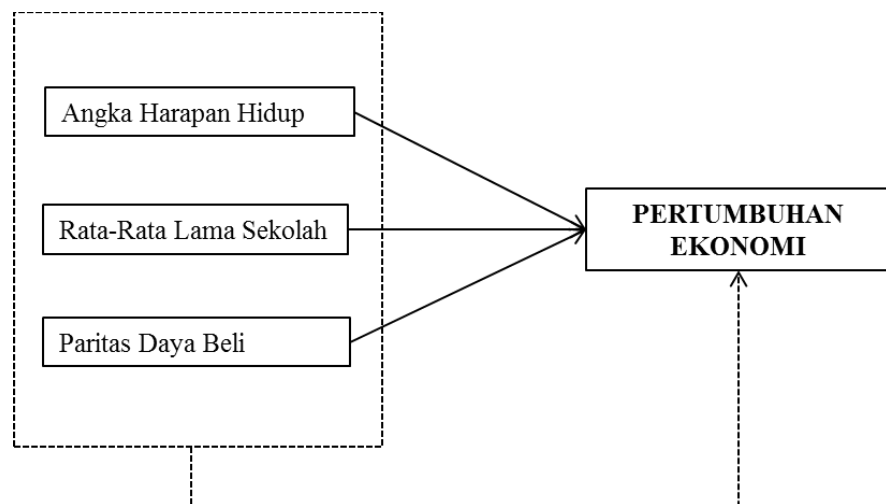 Angka Harapan Hidup
Rata-Rata Lama Sekolah
Paritas Daya Beli
PERTUMBUHAN
EKONOMI